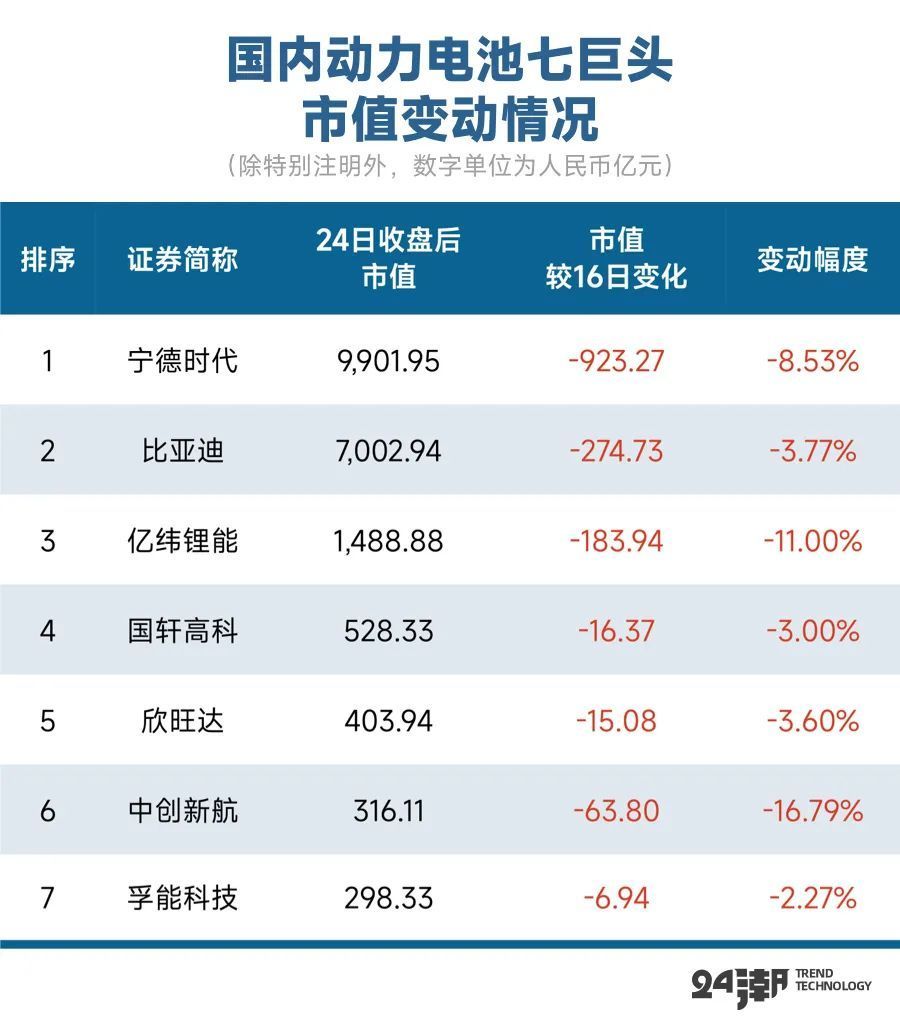 国内动力电池七巨头
市值变动情况
（除特别注明外，数字单位为人民币亿元）
排序 证券简称 24日收盘后市值 市值较16日变化 变动幅度
1 宁德时代 9,901.95 -923.27 -8.53%
2 比亚迪 7,002.94 -274.73 -3.77%
3 亿纬锂能 1,488.88 -183.94 -11.00%
4 国轩高科 528.33 -16.37 -3.00%
5 欣旺达 403.94 -15.08 -3.60%
6 中创新航 316.11 -63.80 -16.79%
7 孚能科技 298.33 -6.94 -2.27%
24潮 TREND
TECHNOLOGY